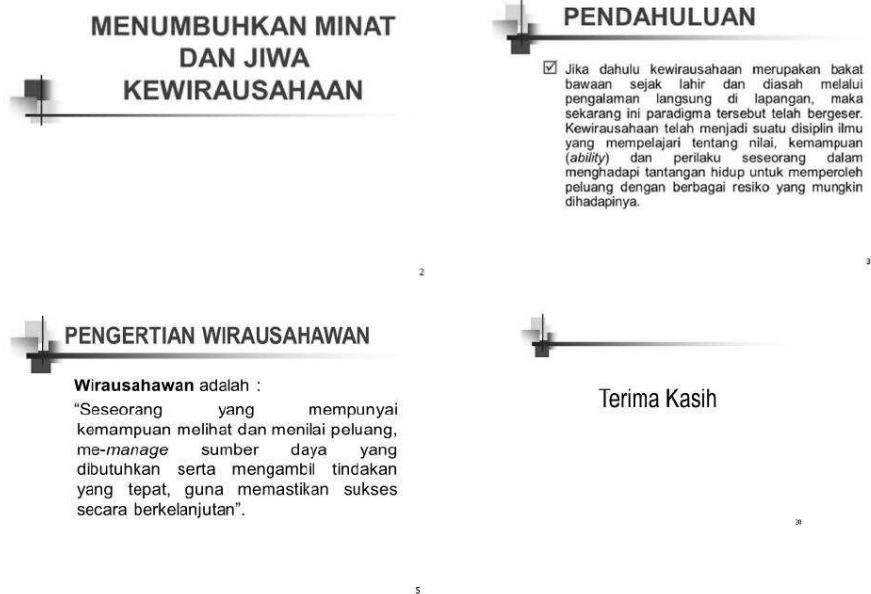 MENUMBUHKAN MINAT
DAN JIWA
KEWIRAUSAHAAN
2
PENDAHULUAN
Jika dahulu kewirausahaan merupakan bakat
bawaan sejak lahir dan diasah melalui
pengalaman langsung di lapangan, maka
sekarang ini paradigma tersebut telah bergeser.
Kewirausahaan telah menjadi suatu disiplin ilmu
yang mempelajari tentang nilai, kemampuan
(ability) dan perilaku seseorang dalam
menghadapi tantangan hidup untuk memperoleh
peluang dengan berbagai resiko yang mungkin
dihadapinya.
3
PENGERTIAN WIRAUSAHAWAN
Wirausahawan adalah :
“Seseorang yang mempunyai
kemampuan melihat dan menilai peluang,
me-manage sumber daya yang
dibutuhkan serta mengambil tindakan
yang tepat, guna memastikan sukses
secara berkelanjutan”.
5
Terima Kasih